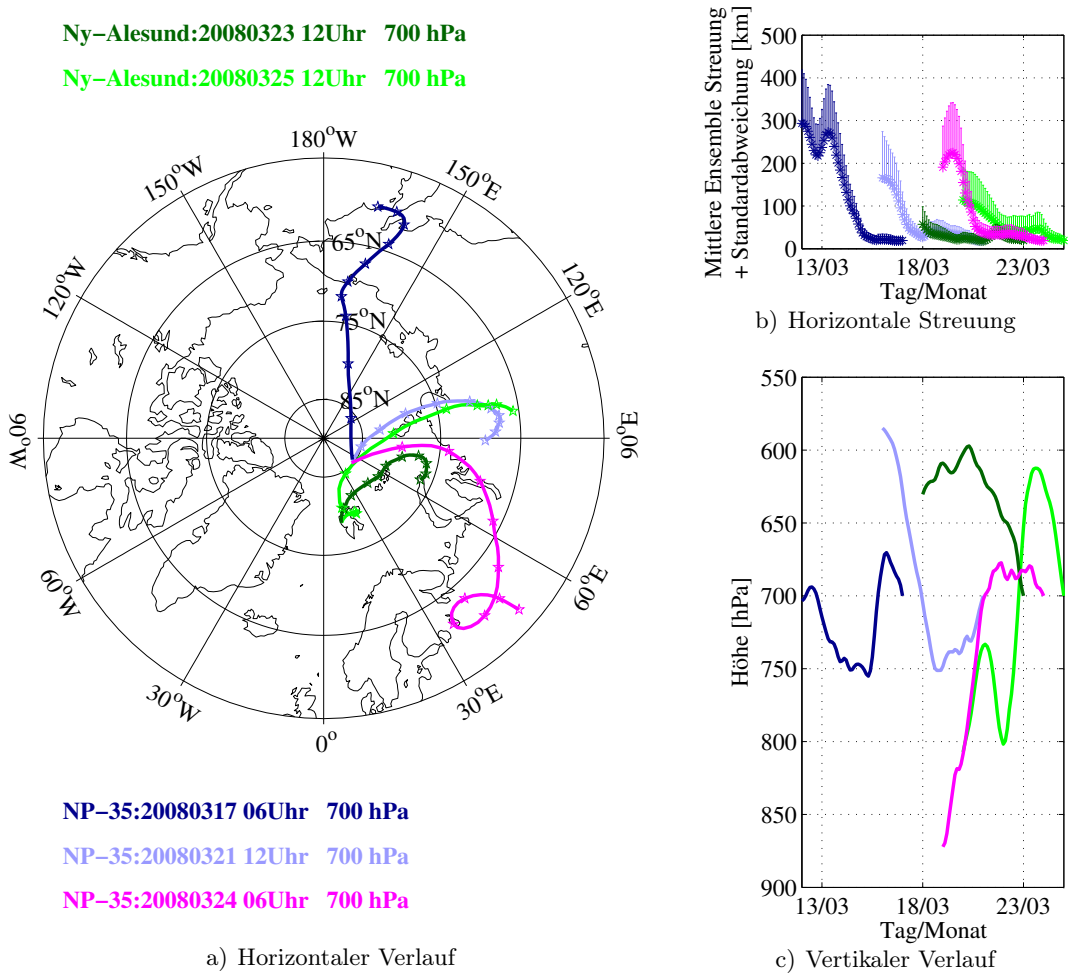 Ny−Alesund:20080323 12Uhr 700 hPa
Ny−Alesund:20080325 12Uhr 700 hPa
180°W
150°W
150°E
120°W
120°E
65°N
75°N
85°N
90°W
90°E
60°W
60°E
30°W
30°E
0°
NP−35:20080317 06Uhr 700 hPa
NP−35:20080321 12Uhr 700 hPa
NP−35:20080324 06Uhr 700 hPa
a) Horizontaler Verlauf
Mittlere Ensemble Streuung
+ Standardabweichung [km]
500
400
300
200
100
0
13/03 18/03 23/03
Tag/Monat
b) Horizontale Streuung
Höhe [hPa]
550
600
650
700
750
800
850
900
13/03 18/03 23/03
Tag/Monat
c) Vertikaler Verlauf